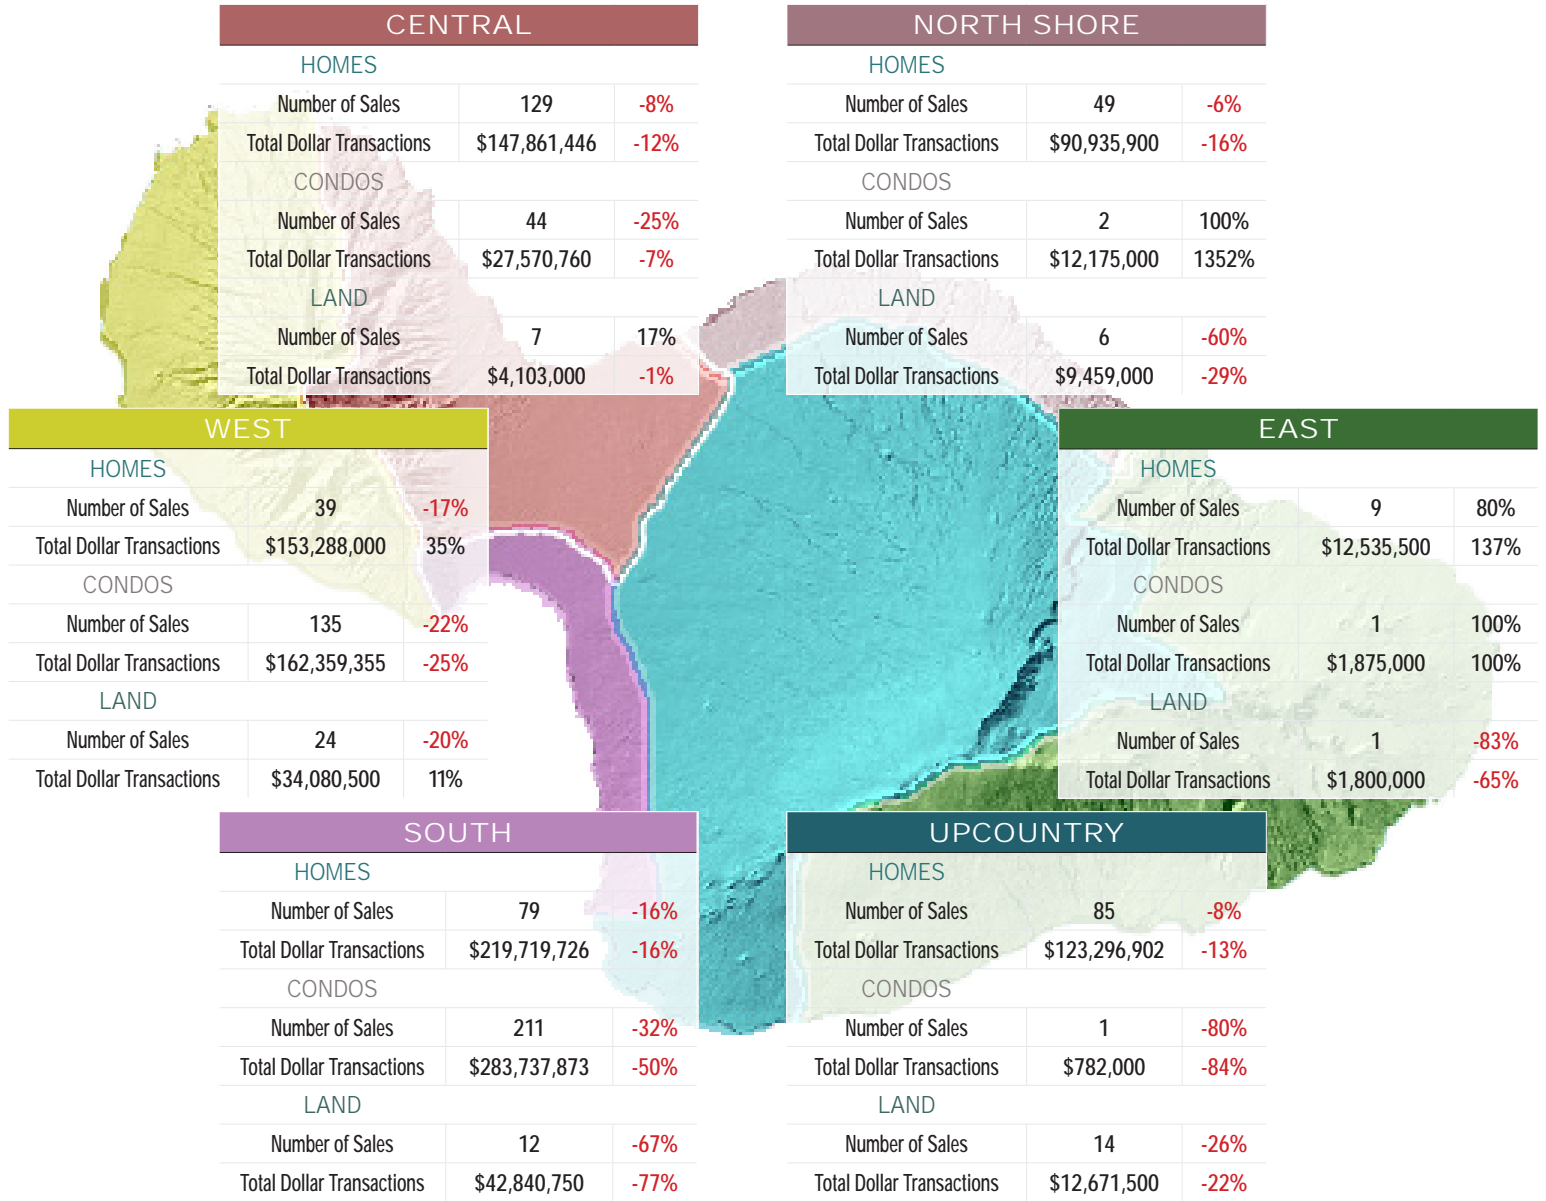 CENTRAL
HOMES
Number of Sales 129 -8%
Total Dollar Transactions $147,861,446 -12%
CONDOS
Number of Sales 44 -25%
Total Dollar Transactions $27,570,760 -7%
LAND
Number of Sales 7 17%
Total Dollar Transactions $4,103,000 -1%
NORTH SHORE
HOMES
Number of Sales 49 -6%
Total Dollar Transactions $90,935,900 -16%
CONDOS
Number of Sales 2 100%
Total Dollar Transactions $12,175,000 1352%
LAND
Number of Sales 6 -60%
Total Dollar Transactions $9,459,000 -29%
WEST
HOMES
Number of Sales 39 -17%
Total Dollar Transactions $153,288,000 35%
CONDOS
Number of Sales 135 -22%
Total Dollar Transactions $162,359,355 -25%
LAND
Number of Sales 24 -20%
Total Dollar Transactions $34,080,500 11%
EAST
HOMES
Number of Sales 9 80%
Total Dollar Transactions $12,535,500 137%
CONDOS
Number of Sales 1 100%
Total Dollar Transactions $1,875,000 100%
LAND
Number of Sales 1 -83%
Total Dollar Transactions $1,800,000 -65%
SOUTH
HOMES
Number of Sales 79 -16%
Total Dollar Transactions $219,719,726 -16%
CONDOS
Number of Sales 211 -32%
Total Dollar Transactions $283,737,873 -50%
LAND
Number of Sales 12 -67%
Total Dollar Transactions $42,840,750 -77%
UPCOUNTRY
HOMES
Number of Sales 85 -8%
Total Dollar Transactions $123,296,902 -13%
CONDOS
Number of Sales 1 -80%
Total Dollar Transactions $782,000 -84%
LAND
Number of Sales 14 -26%
Total Dollar Transactions $12,671,500 -22%